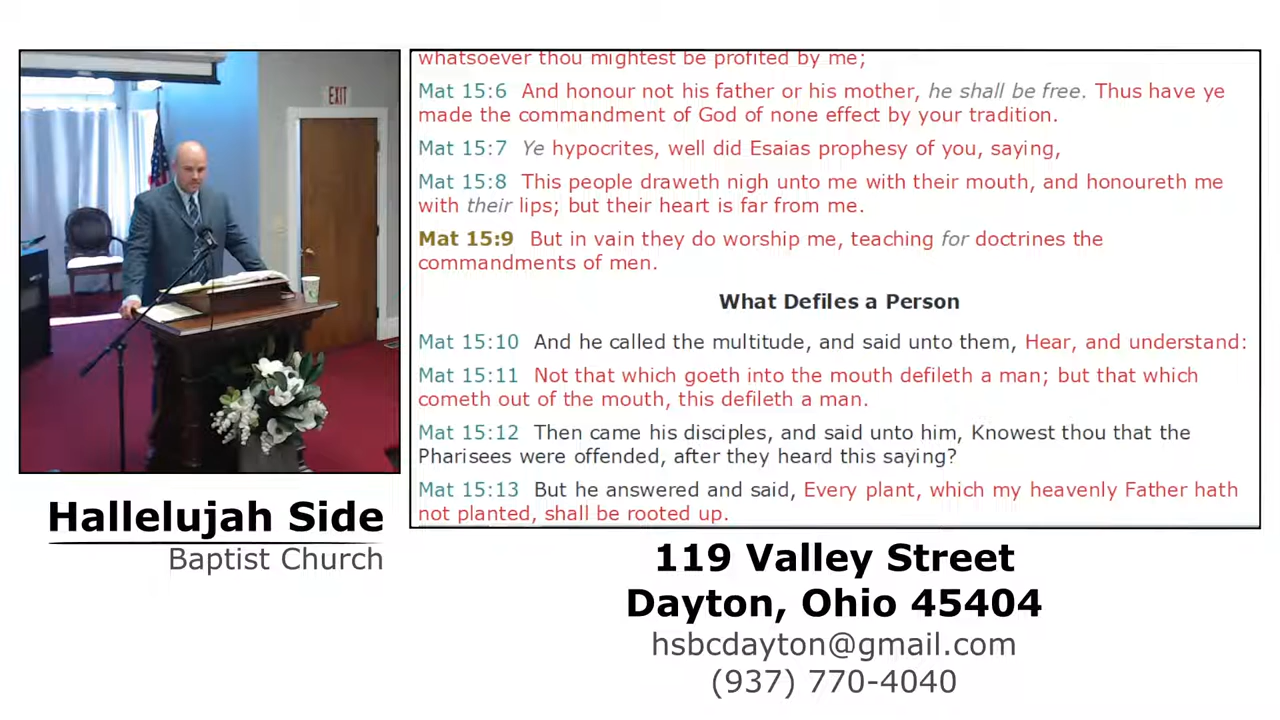 EXIT
Hallelujah Side
Baptist Church
whatsoever thou mightest be profited by me;
Mat 15:6 And honour not his father or his mother, he shall be free. Thus have ye
made the commandment of God of none effect by your tradition.
Mat 15:7 Ye hypocrites, well did Esaias prophesy of you, saying,
Mat 15:8 This people draweth nigh unto me with their mouth, and honoureth me
with their lips; but their heart is far from me.
Mat 15:9 But in vain they do worship me, teaching for doctrines the
commandments of men.
What Defiles a Person
Mat 15:10 And he called the multitude, and said unto them, Hear, and understand:
Mat 15:11 Not that which goeth into the mouth defileth a man; but that which
cometh out of the mouth, this defileth a man.
Mat 15:12 Then came his disciples, and said unto him, Knowest thou that the
Pharisees were offended, after they heard this saying?
Mat 15:13 But he answered and said, Every plant, which my heavenly Father hath
not planted, shall be rooted up.
119 Valley Street
Dayton, Ohio 45404
hsbcdayton@gmail.com
(937) 770-4040